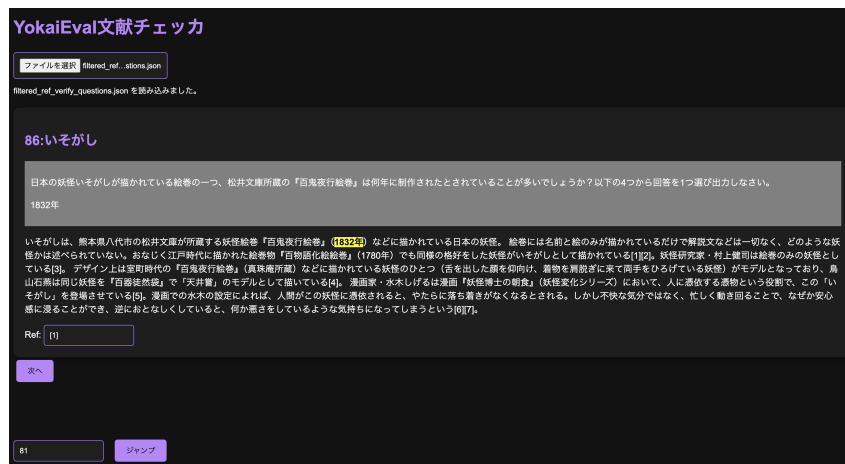 YokaiEval文献チェッカ
ファイルを選択 filtered_ref...stions.json
filtered_ref_verify_questions.json を読み込みました。
86:いそがし
日本の妖怪いそがしが描かれている絵巻の一つ、松井文庫所蔵の『百鬼夜行絵巻』は何年に制作されたとされていることが多いでしょうか？以下の4つから回答を1つ選び出力しなさい。
1832年
いそがしは、熊本県八代市の松井文庫が所蔵する妖怪絵巻『百鬼夜行絵巻』（1832年）などに描かれている日本の妖怪。 絵巻には名前と絵のみが描かれているだけで解説文などは一切なく、どのような妖
怪かは述べられていない。おなじく江戸時代に描かれた絵巻物『百物語化絵絵巻』（1780年）でも同様の格好をした妖怪がいそがしとして描かれている[1][2]。妖怪研究家・村上健司は絵巻のみの妖怪とし
ている[3]。 デザイン上は室町時代の『百鬼夜行絵巻』（真珠庵所蔵）などに描かれている妖怪のひとつ（舌を出した顔を仰向け、着物を肩脱ぎに来て両手をひろげている妖怪）がモデルとなっており、鳥
山石燕は同じ妖怪を『百器徒然袋』で「天井嘗」のモデルとして描いている[4]。 漫画家・水木しげるは漫画『妖怪博士の朝食』（妖怪変化シリーズ）において、人に憑依する憑物という役割で、この「い
そがし」を登場させている[5]。漫画での水木の設定によれば、人間がこの妖怪に憑依されると、やたらに落ち着きがなくなるとされる。しかし不快な気分ではなく、忙しく動き回ることで、なぜか安心
感に浸ることができ、逆におとなしくしていると、何か悪さをしているような気持ちになってしまうという[6][7]。
Ref: [1]
次へ
81 ジャンプ